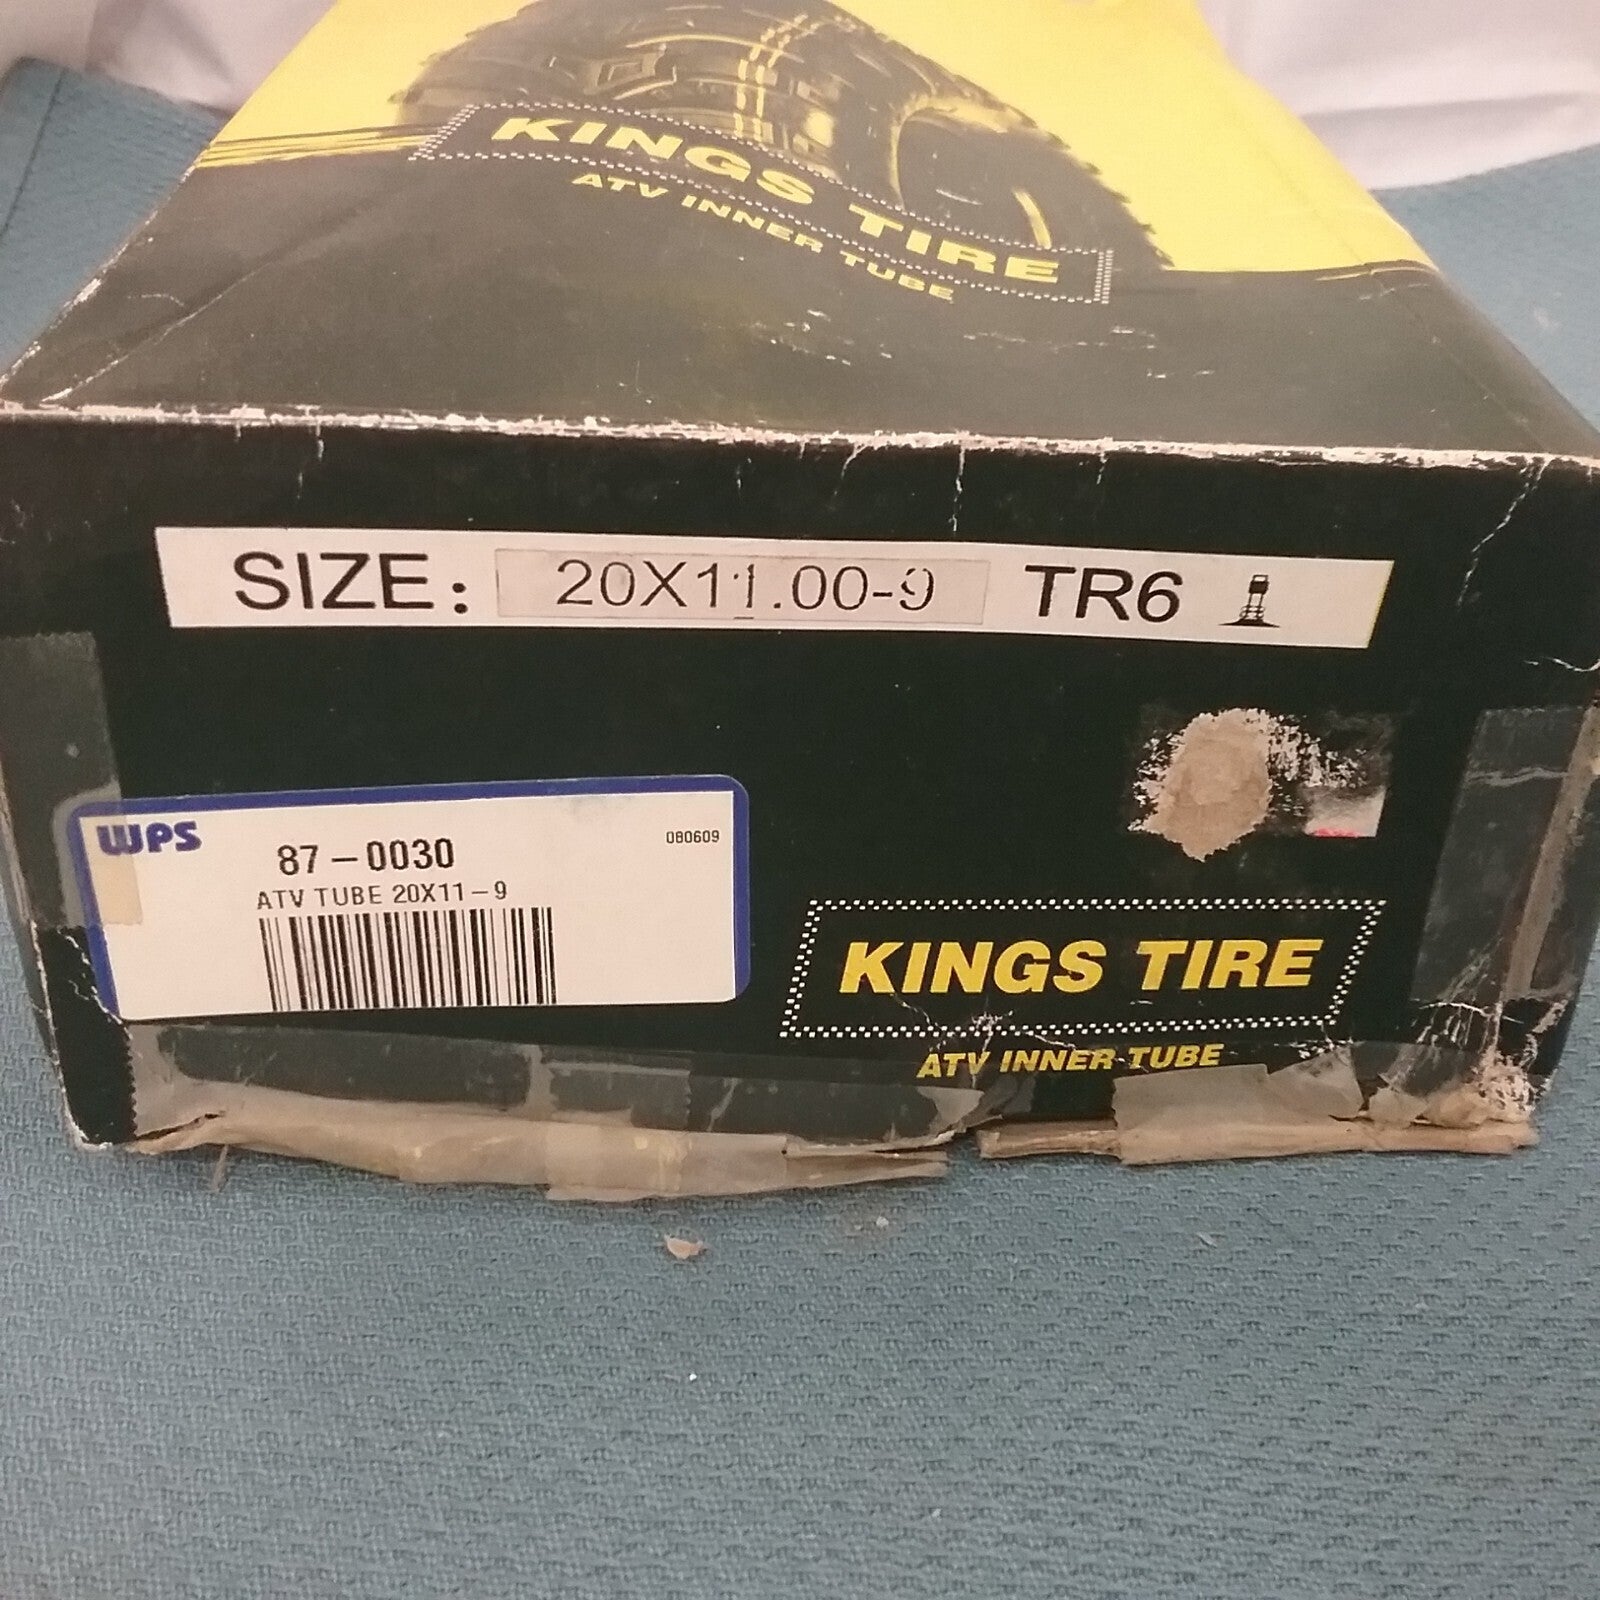 KINGS TIRE
ATV INNER TUBE
SIZE: 20X11.00-9 TR6
WPS
87-0030
080609
ATV TUBE 20X11-9
KINGS TIRE
ATV INNER TUBE